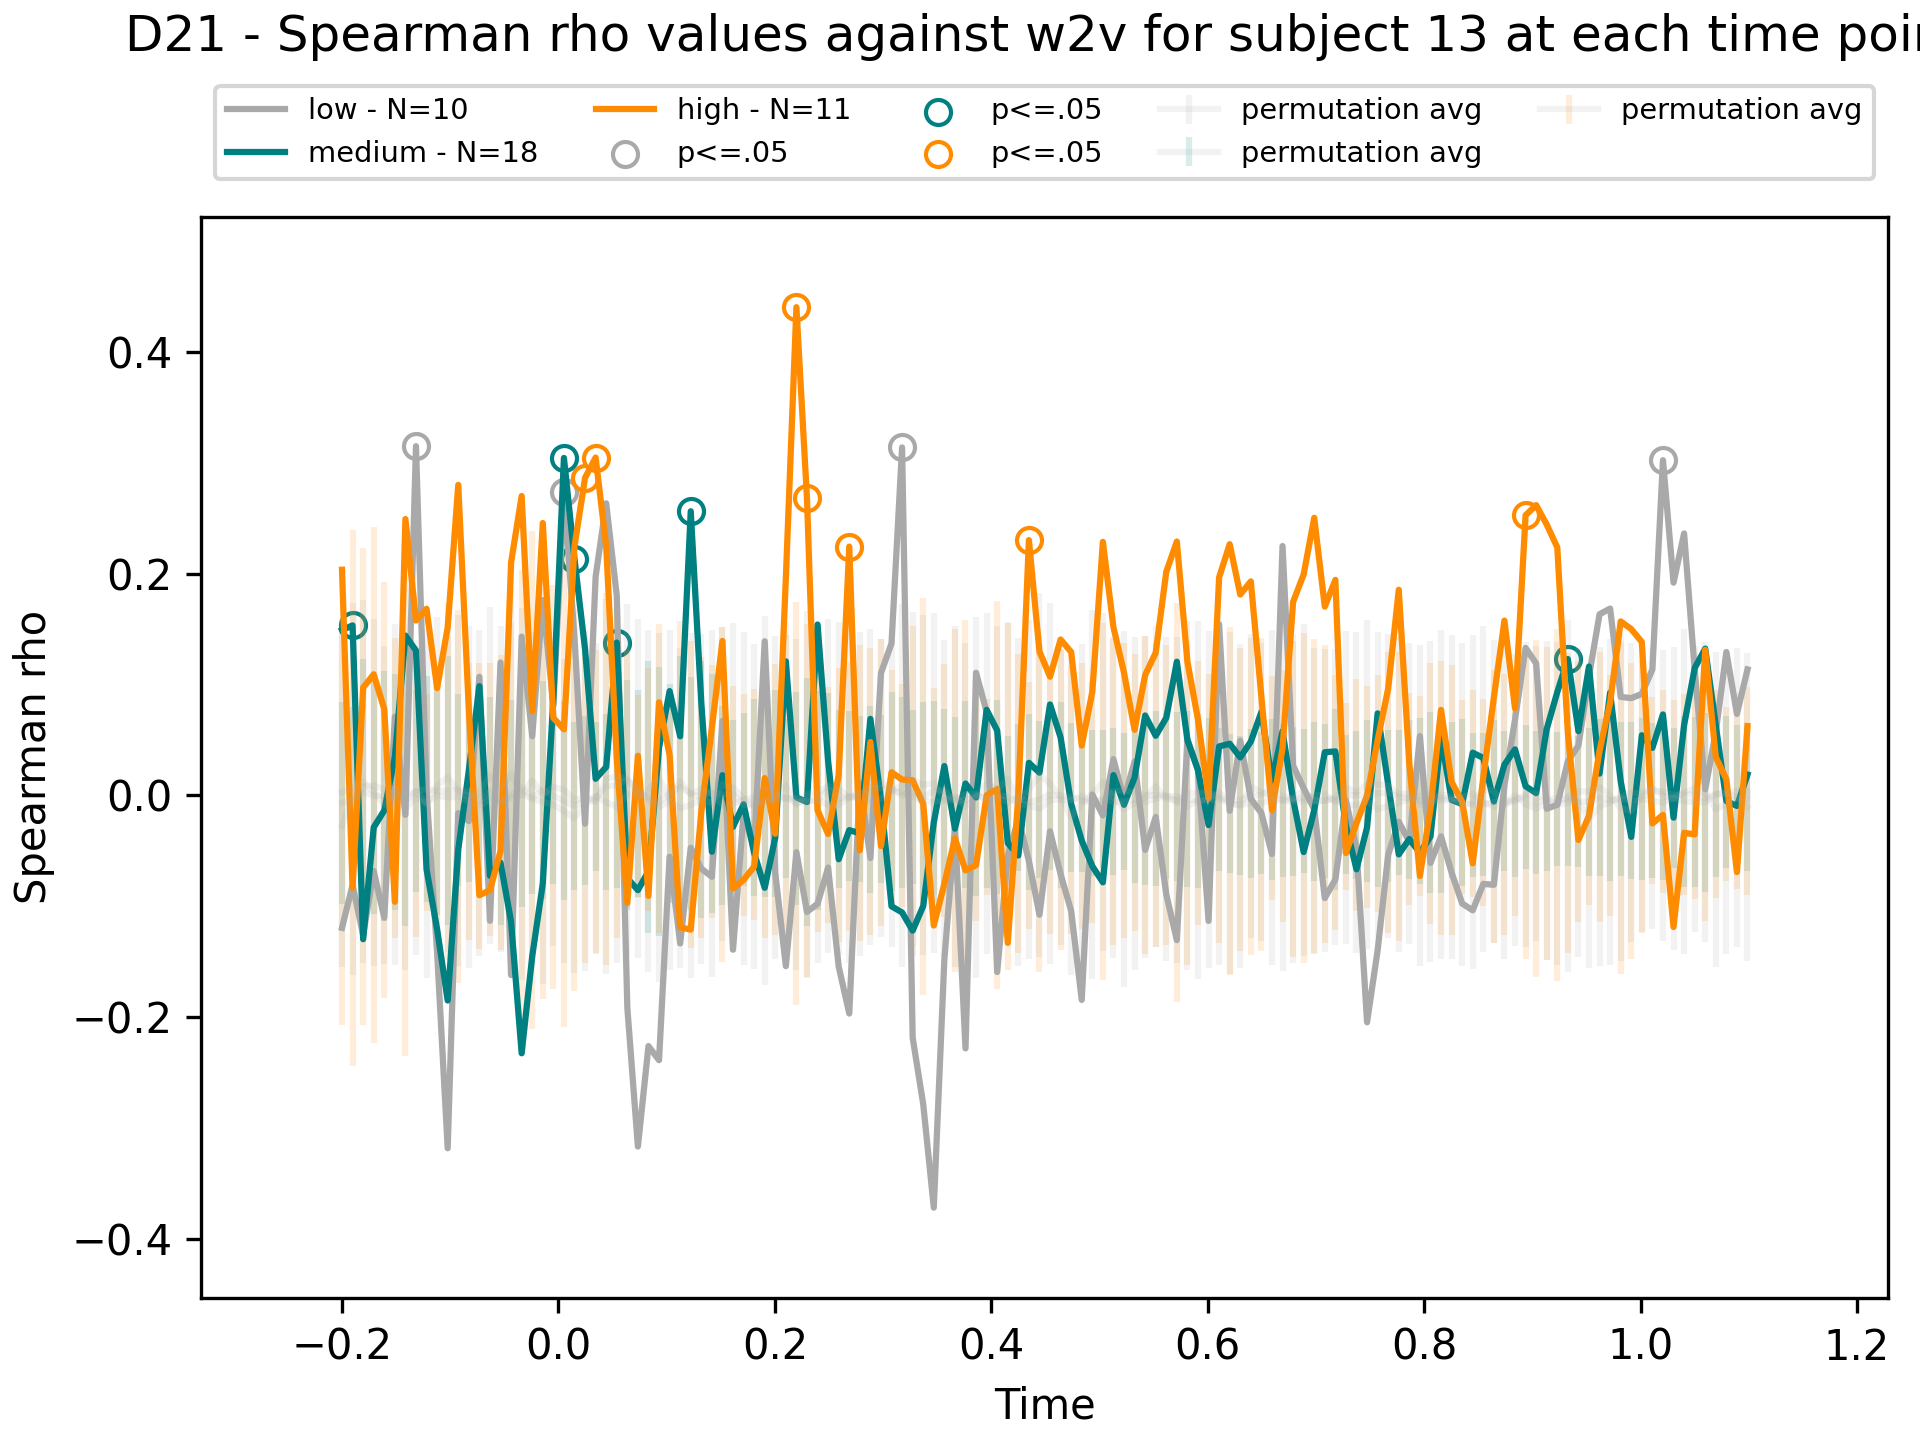 D21 - Spearman rho values against w2v for subject 13 at each time poi
low - N=10
medium - N=18
high - N=11
p<=.05
p<=.05
p<=.05
permutation avg
permutation avg
permutation avg
Spearman rho
0.4
0.2
0.0
−0.2
−0.4
−0.2 0.0 0.2 0.4 0.6 0.8 1.0 1.2
Time